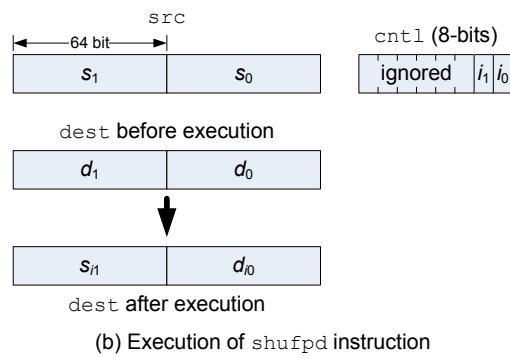 src
64 bit
cntl (8-bits)
s1 s0
ignored i1 i0
dest before execution
d1 d0
si1 di0
dest after execution
(b) Execution of shufpd instruction